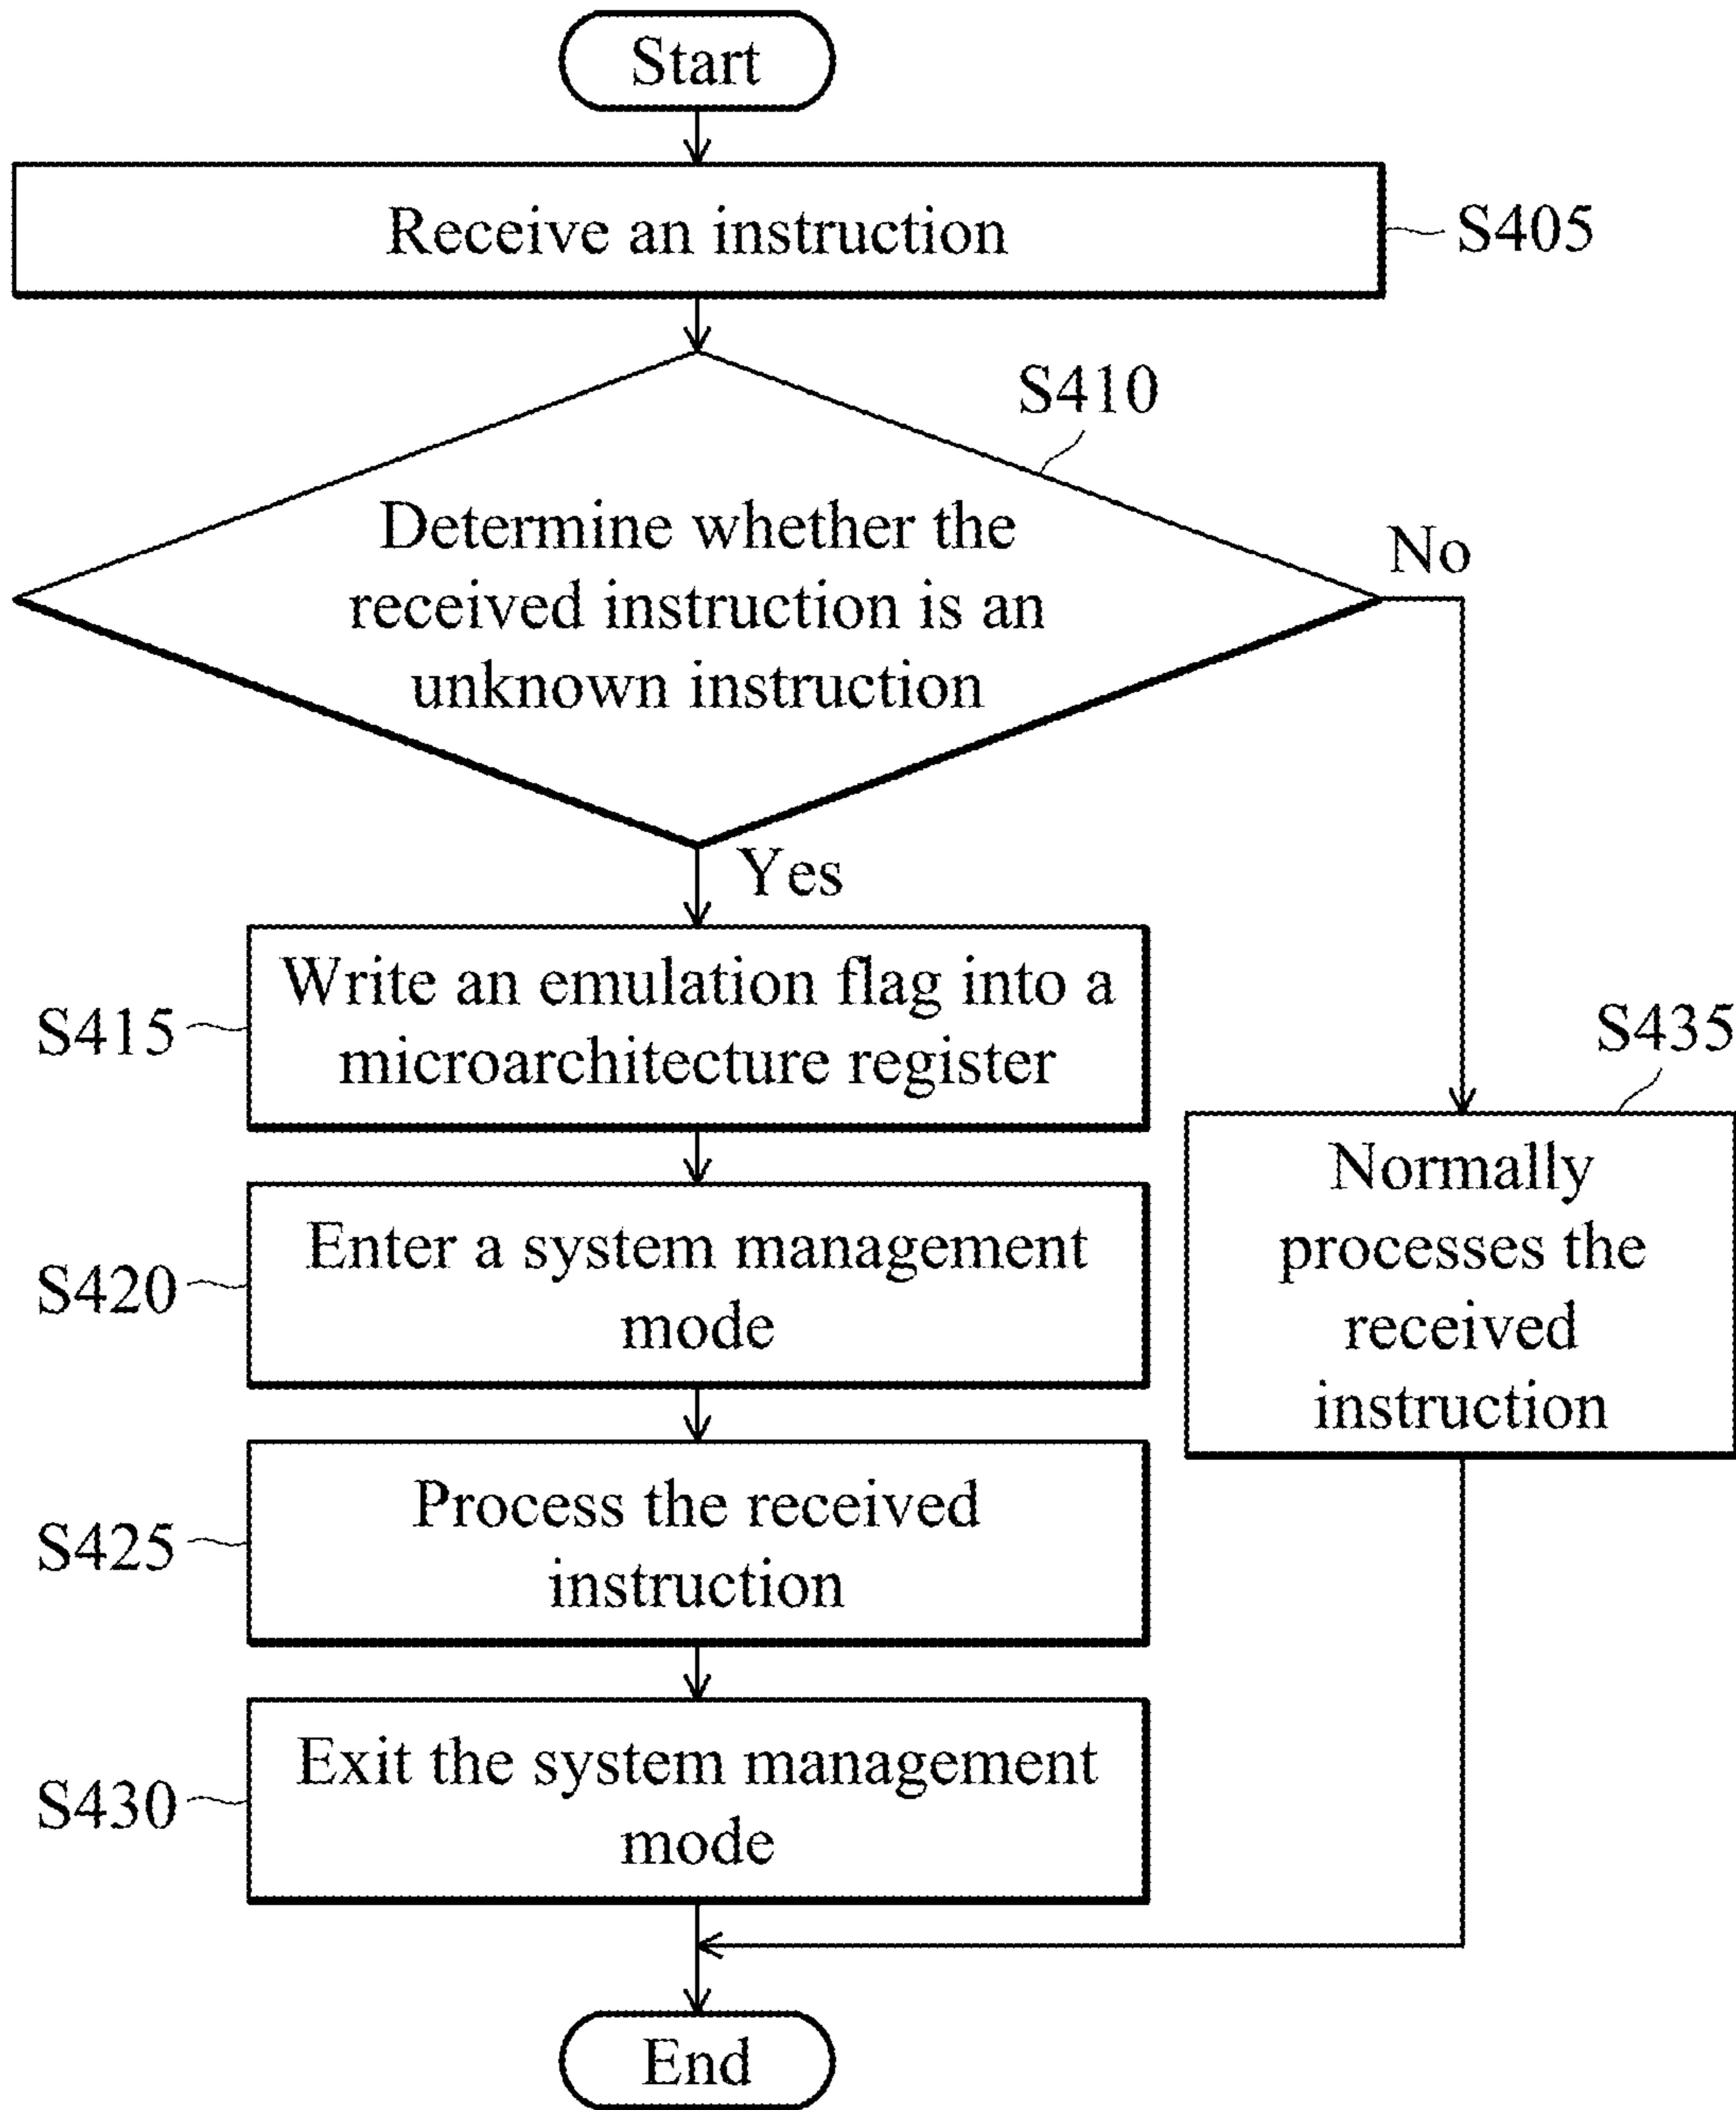 Start
Receive an instruction
S405
S410
Determine whether the
received instruction is an
unknown instruction
No
Yes
Write an emulation flag into a
microarchitecture register
S415
S435
Normally
processes the
received
instruction
Enter a system management
mode
S420
Process the received
instruction
S425
Exit the system management
mode
S430
End